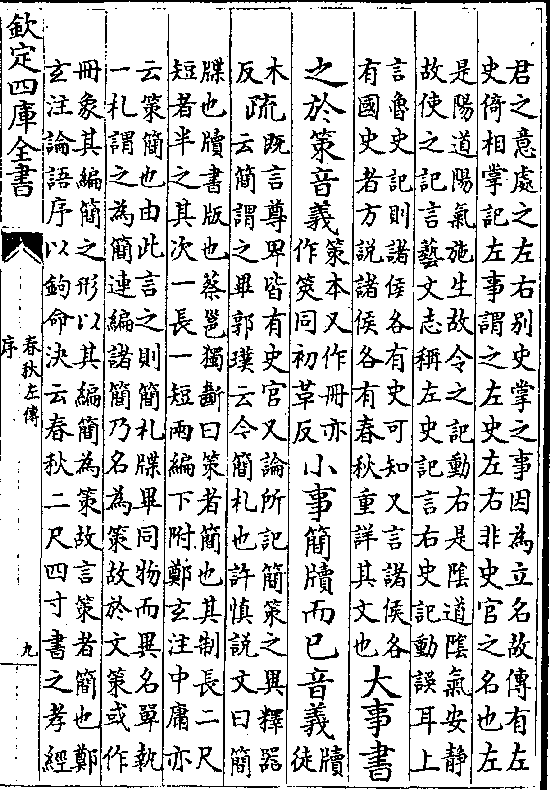 君之意處之左右别史掌之事因為立名故傳有左
史倚相掌記左事謂之左史左右非史官之名也左
是陽道陽氣施生故令之記動右是陰道陰氣安静
故使之記言藝文志稱左史記言右史記動誤耳上
言魯史記則諸侯各有史可知又言諸侯各
有國史者方説諸侯各有春秋重詳其文也
大事書
之於策音義
策本又作冊亦
作筴同初革反
小事簡牘而已音義
牘
徒
木
反
疏
既言尊卑皆有史官又論所記簡策之異釋器
云簡謂之畢郭璞云今簡札也許慎説文曰簡
牒也牘書版也蔡邕獨斷曰策者簡也其制長二尺
短者半之其次一長一短兩編下附鄭玄注中庸亦
云策簡也由此言之則簡札牒畢同物而異名單執
一札謂之為簡連編諸簡乃名為策故於文策或作
冊象其編簡之形以其編簡為策故言策者簡也鄭
玄注論語序以鉤命決云春秋二尺四寸書之孝經
欽定四庫全書
春秋左傳
序
九